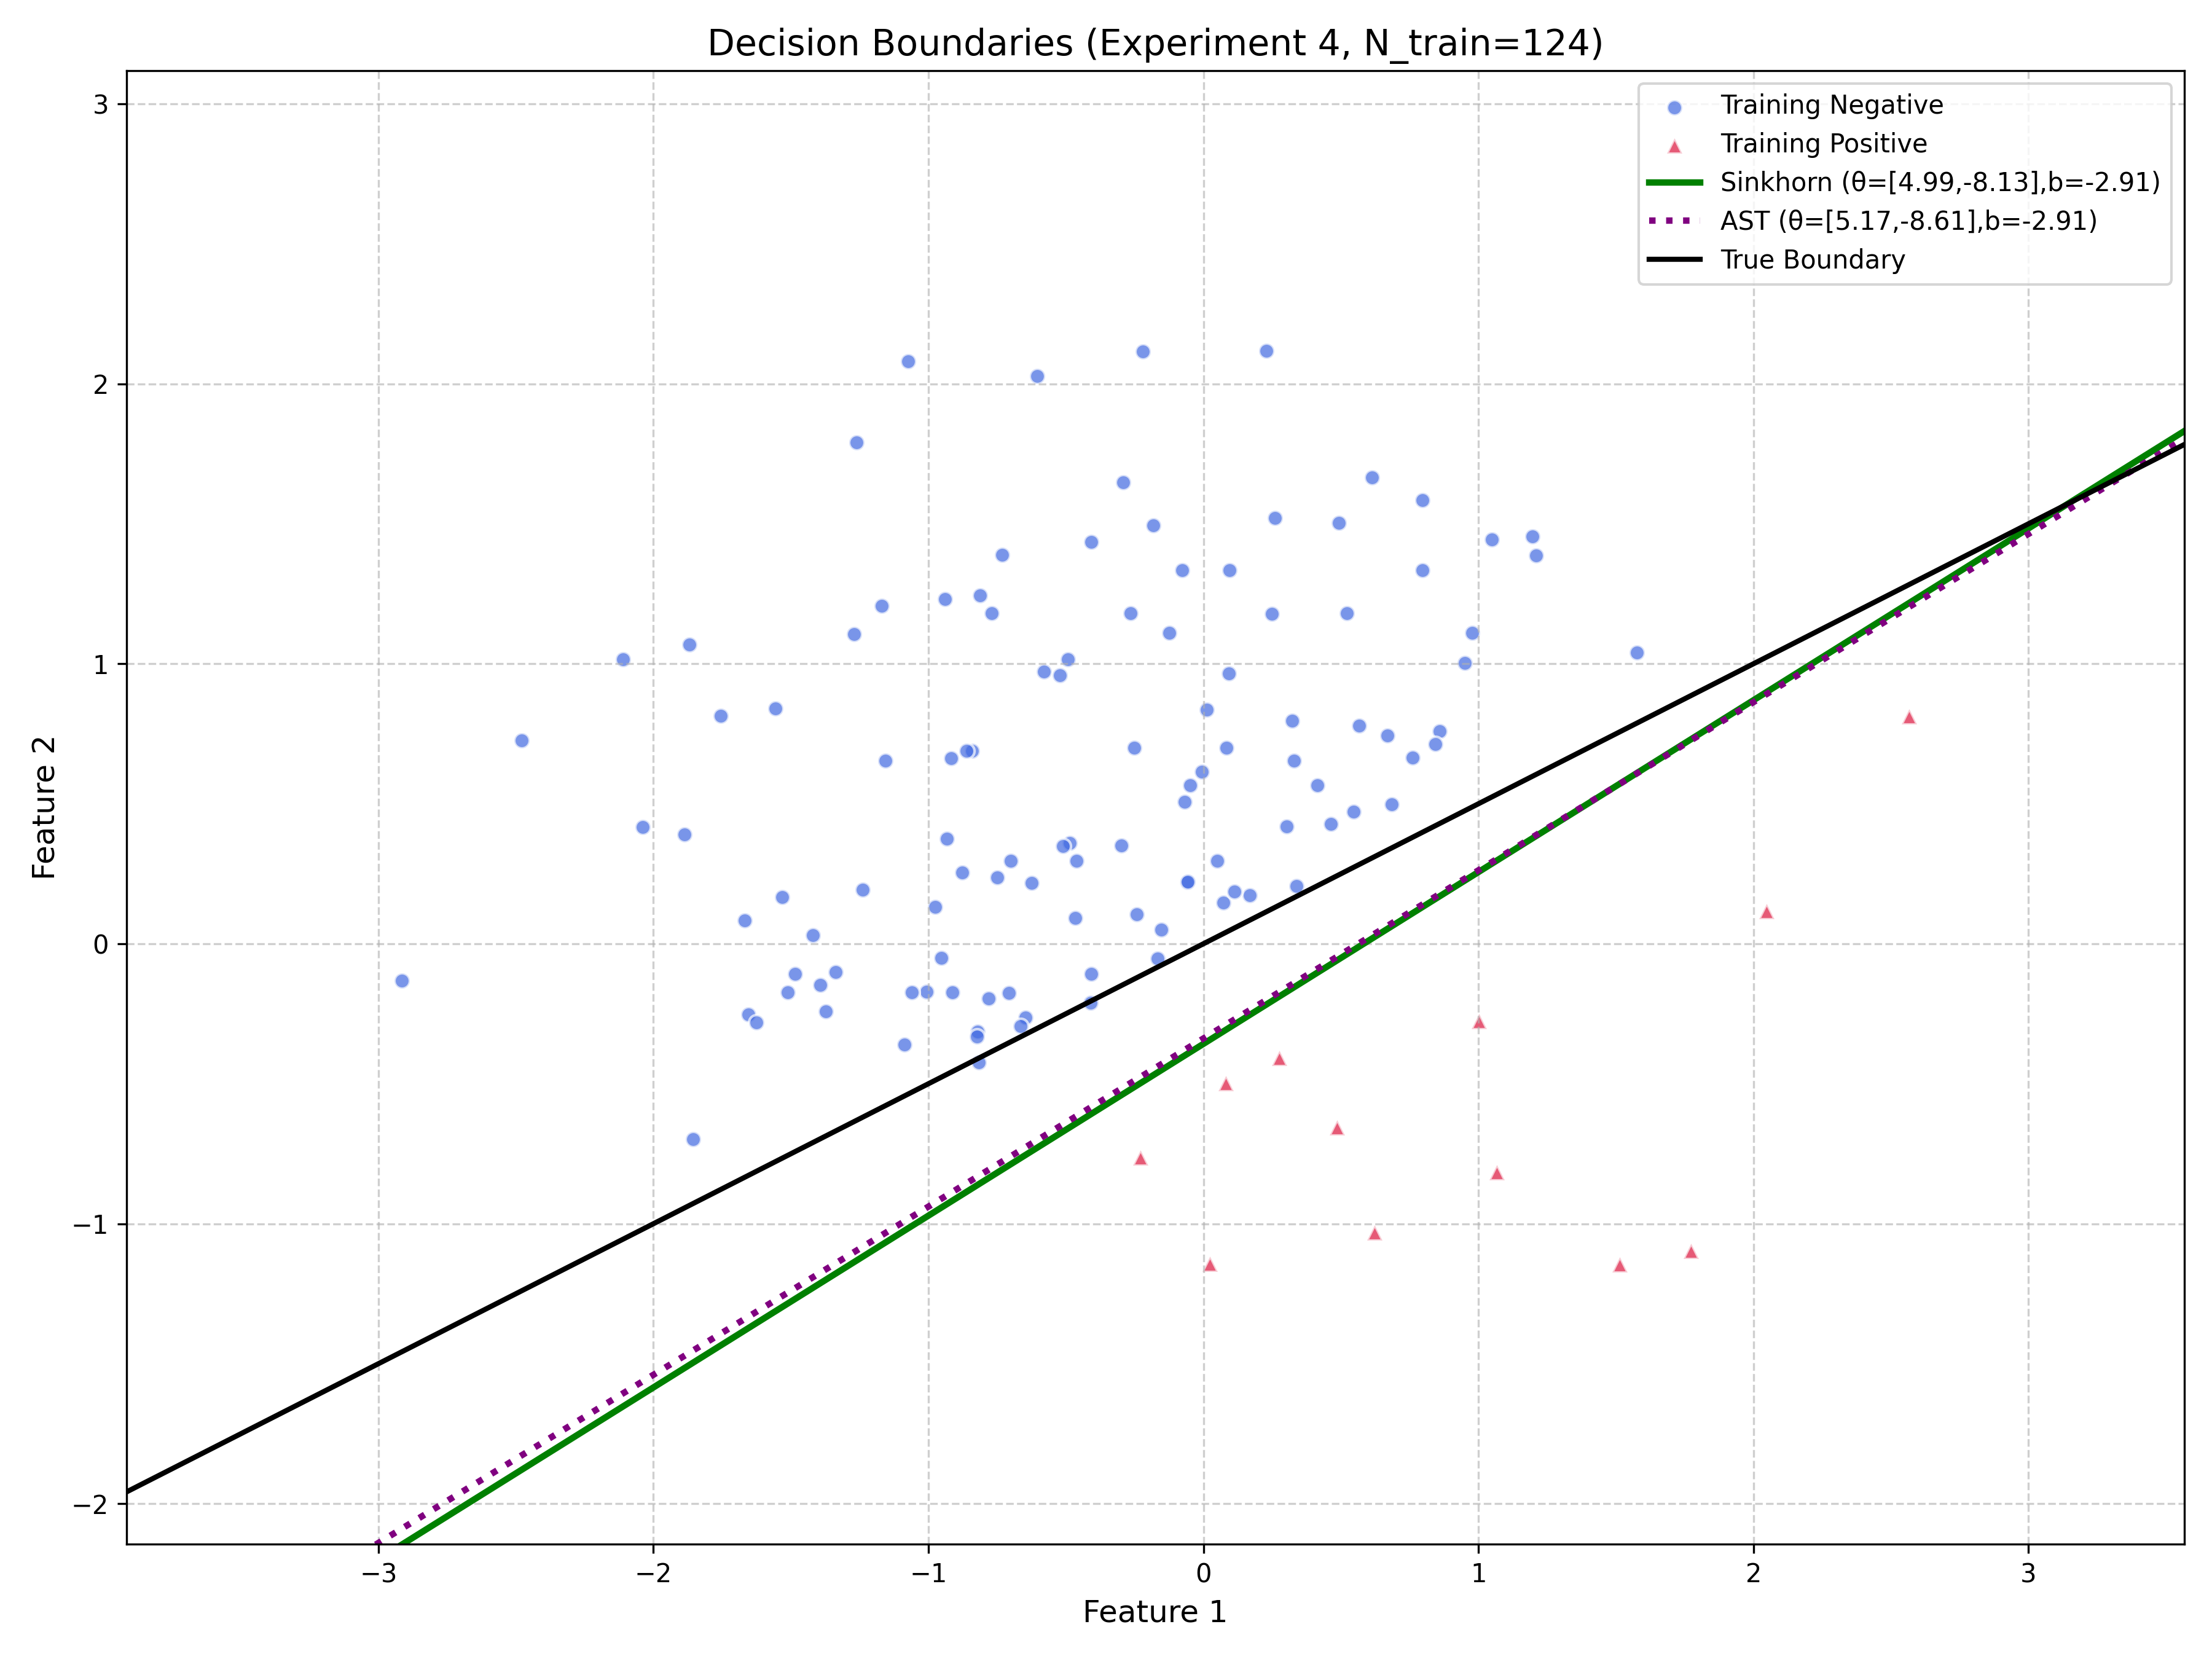 Decision Boundaries (Experiment 4, N_train=124)
Training Negative
Training Positive
Sinkhorn (θ=[4.99,-8.13],b=-2.91)
AST (θ=[5.17,-8.61],b=-2.91)
True Boundary
3
2
1
0
−1
−2
Feature 2
−3
−2
−1
0
1
2
3
Feature 1